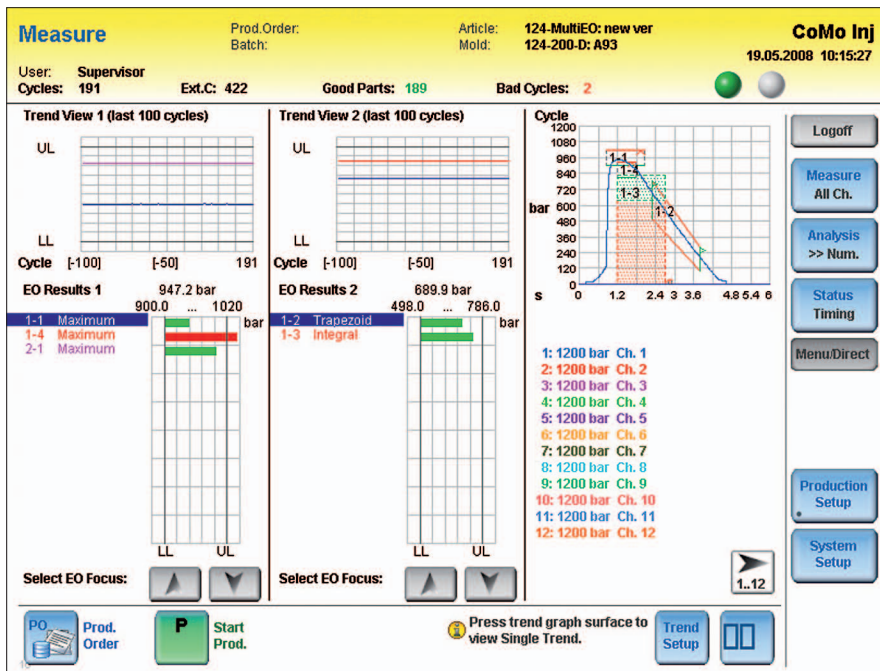 Measure
Prod.Order:
Batch:
Article: 124-MultiEO: new ver
Mold: 124-200-D: A93
CoMo Inj
19.05.2008 10:15:27
User: Supervisor
Cycles: 191 Ext.C: 422 Good Parts: 189 Bad Cycles: 2
Trend View 1 (last 100 cycles)
UL
LL
Cycle [-100] [-50] 191
EO Results 1 947.2 bar
900.0 ... 1020
1-1 Maximum bar
1-4 Maximum
2-1 Maximum
LL UL
Select EO Focus:
Trend View 2 (last 100 cycles)
UL
LL
Cycle [-100] [-50] 191
EO Results 2 689.9 bar
498.0 ... 786.0
1-2 Trapezoid bar
1-3 Integral
LL UL
Select EO Focus:
Cycle
1200
1080
960
840
720
bar 600
480
360
240
120
0
1-1
1-4
1-3
1-2
s 0 1.2 2.4 3 3.6 4.8 5.4 6
1: 1200 bar Ch. 1
2: 1200 bar Ch. 2
3: 1200 bar Ch. 3
4: 1200 bar Ch. 4
5: 1200 bar Ch. 5
6: 1200 bar Ch. 6
7: 1200 bar Ch. 7
8: 1200 bar Ch. 8
9: 1200 bar Ch. 9
10: 1200 bar Ch. 10
11: 1200 bar Ch. 11
12: 1200 bar Ch. 12
1..12
Logoff
Measure
All Ch.
Analysis
>> Num.
Status
Timing
Menu/Direct
Production
Setup
System
Setup
PO
Prod.
Order
P
Start
Prod.
Press trend graph surface to
view Single Trend.
Trend
Setup